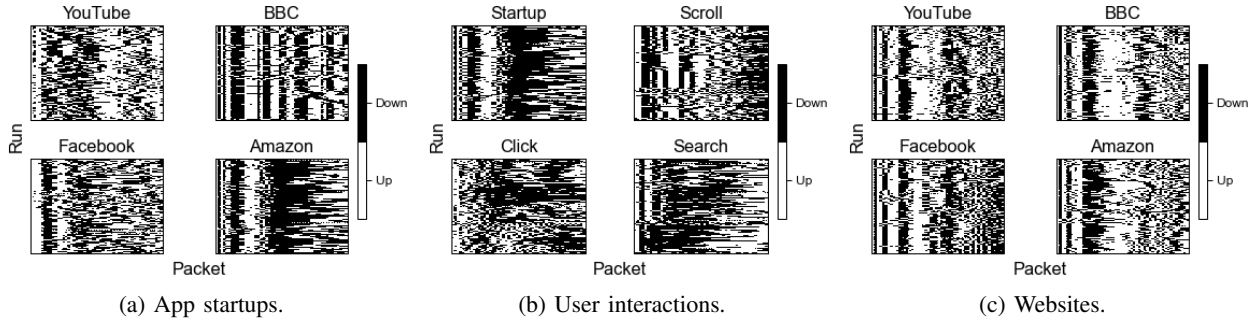 YouTube BBC
Facebook Amazon
Run
Packet
Down
Up
(a) App startups.
Startup Scroll
Click Search
Run
Packet
Down
Up
(b) User interactions.
YouTube BBC
Facebook Amazon
Run
Packet
Down
Up
(c) Websites.